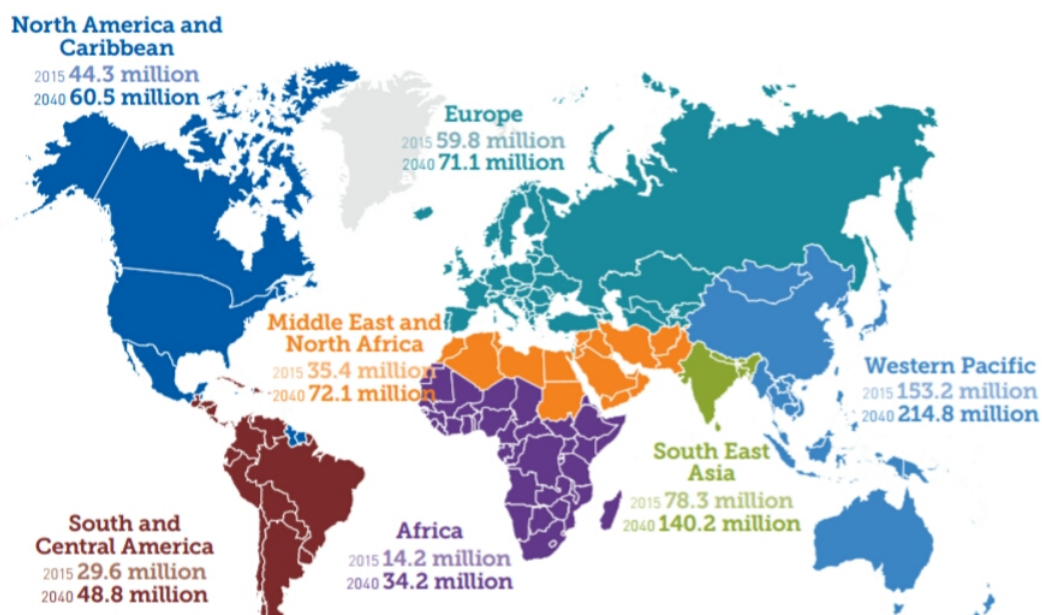 North America and
Caribbean
2015 44.3 million
2040 60.5 million
Europe
2015 59.8 million
2040 71.1 million
Middle East and
North Africa
2015 35.4 million
2040 72.1 million
Western Pacific
2015 153.2 million
2040 214.8 million
South East
Asia
2015 78.3 million
2040 140.2 million
South and
Central America
2015 29.6 million
2040 48.8 million
Africa
2015 14.2 million
2040 34.2 million